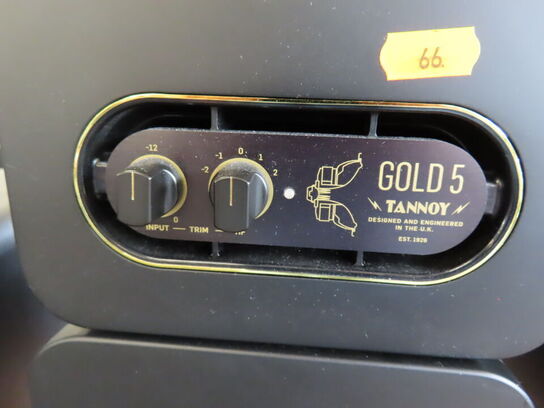 66.
-12
0
INPUT — TRIM
-2 -1 0 1 2
HF
GOLD 5
TANNOY
DESIGNED AND ENGINEERED
IN THE U.K.
EST. 1926